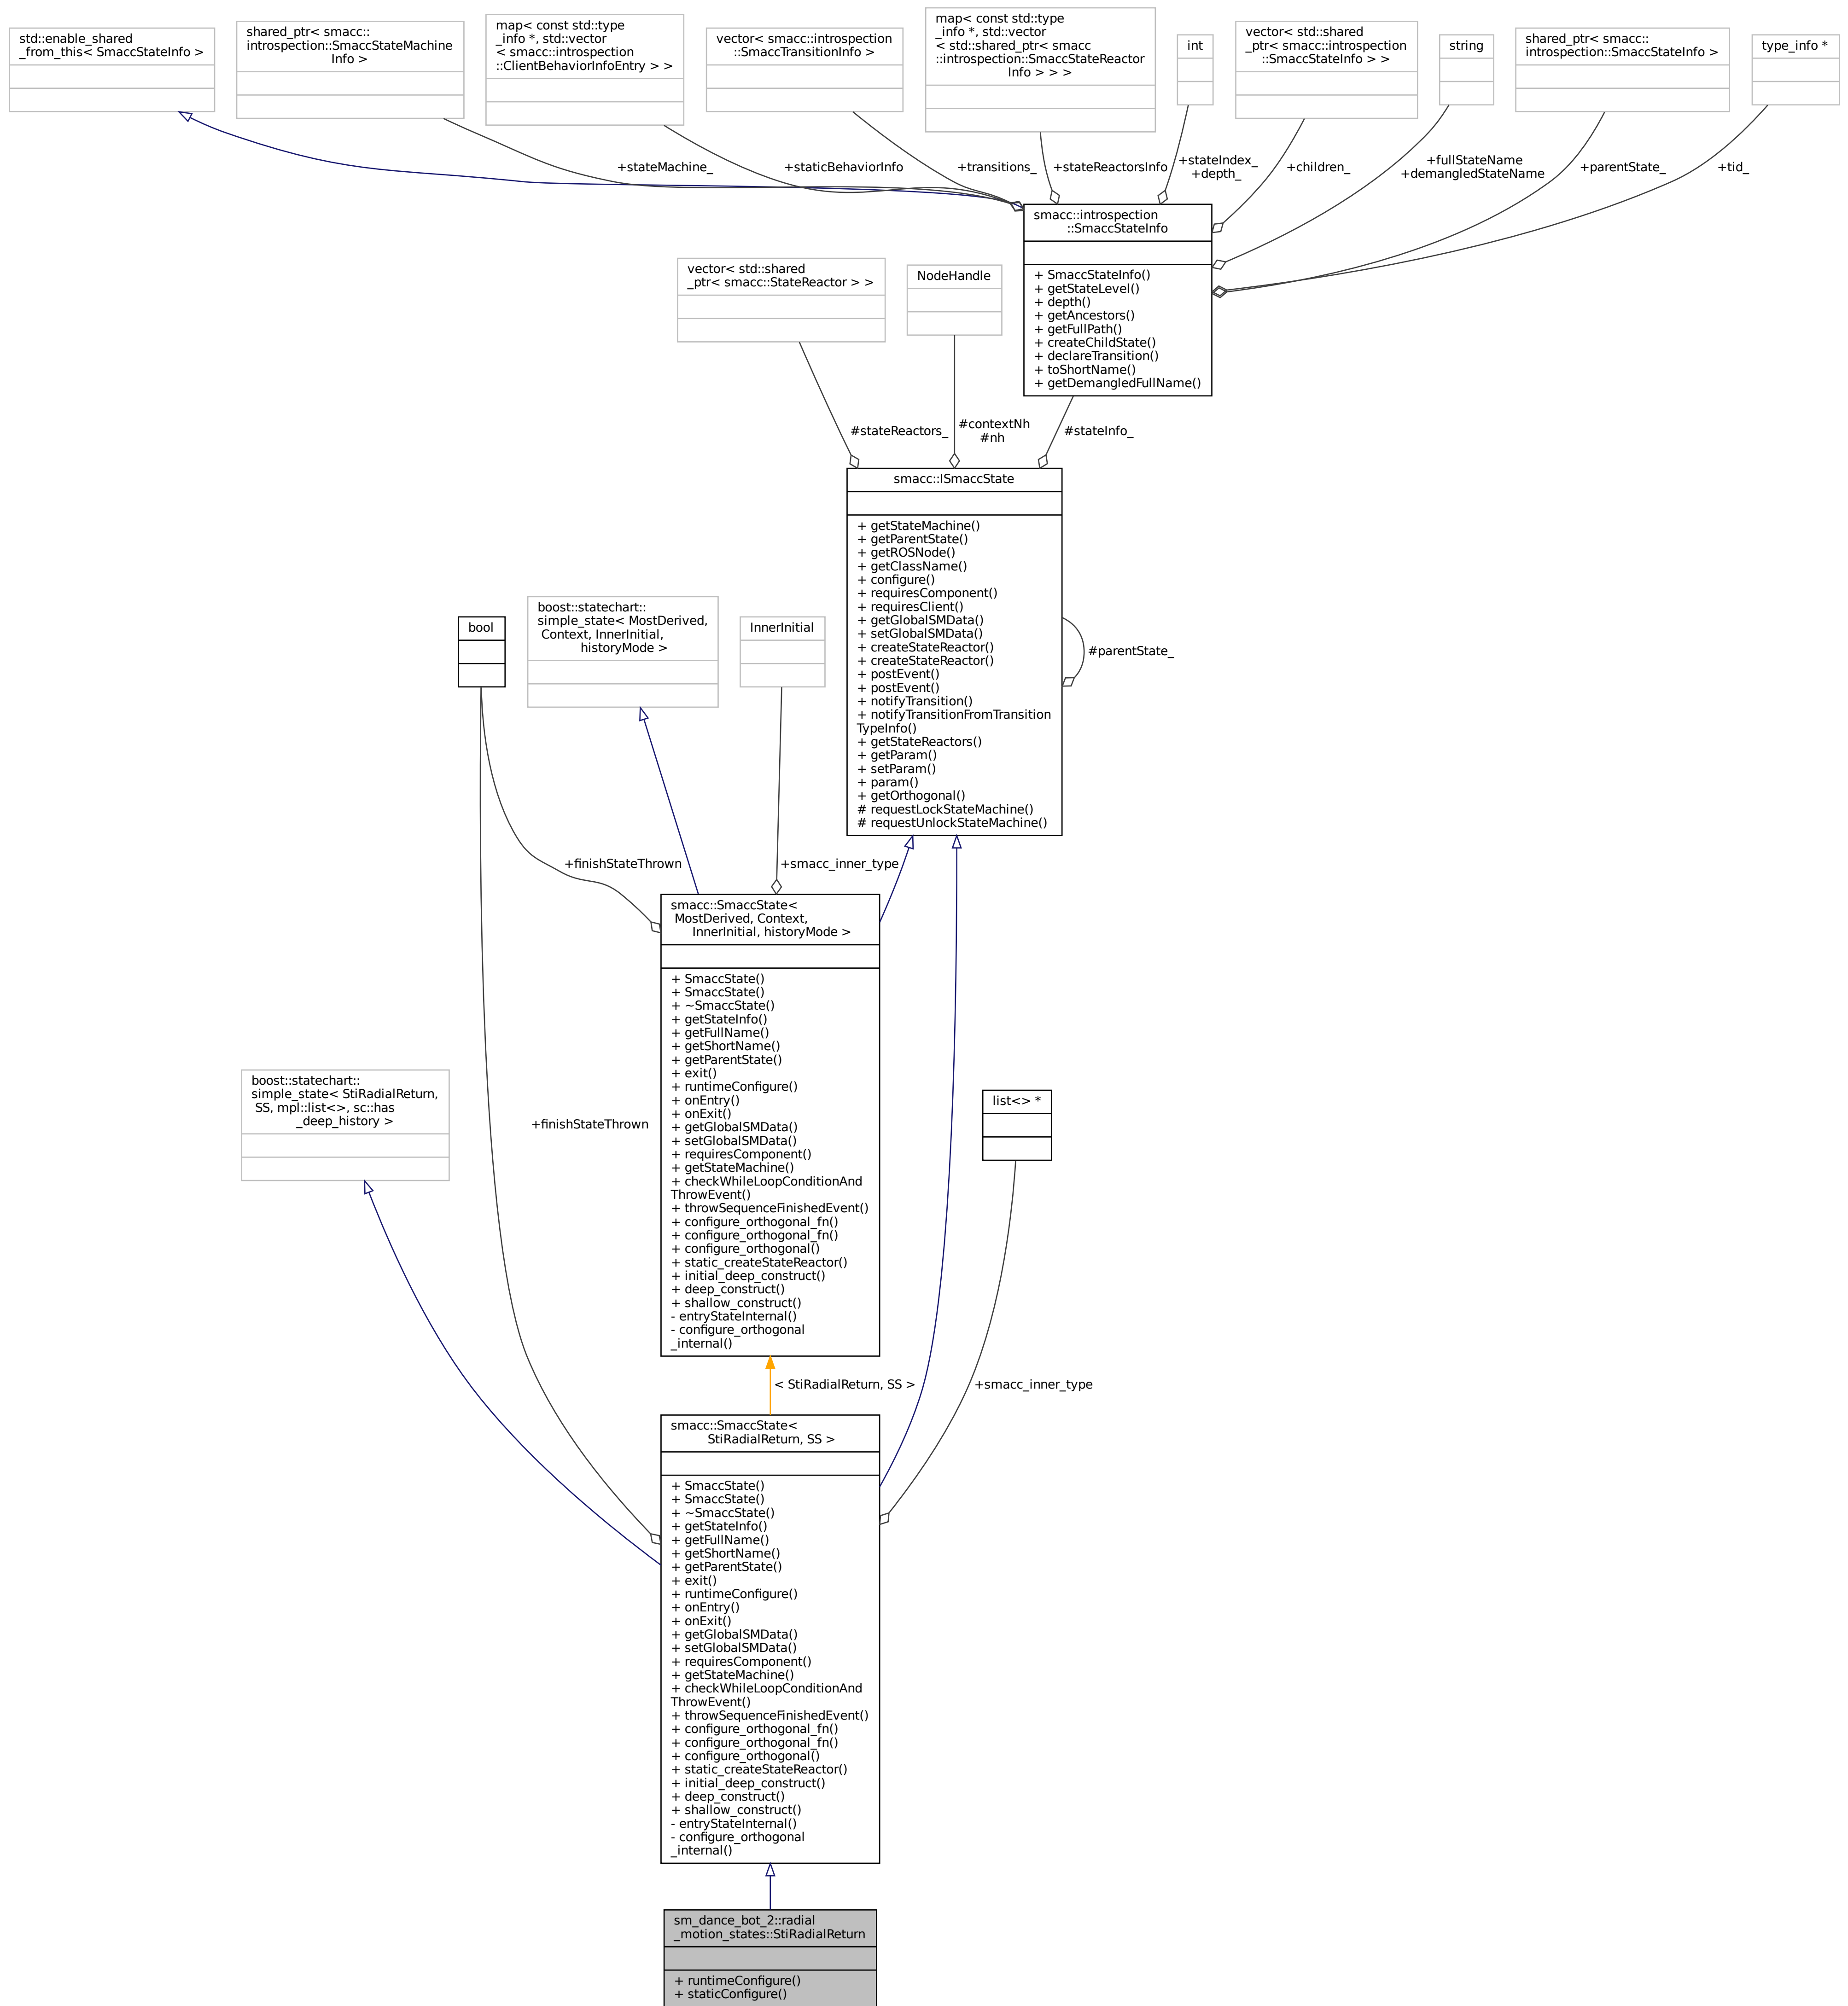 std::enable_shared
_from_this< SmaccStateInfo >
shared_ptr< smacc::
introspection::SmaccStateMachine
Info >
map< const std::type
_info *, std::vector
< smacc::introspection
::ClientBehaviorInfoEntry > >
vector< smacc::introspection
::SmaccTransitionInfo >
map< const std::type
_info *, std::vector
< std::shared_ptr< smacc
::introspection::SmaccStateReactor
Info > > >
int
vector< std::shared
_ptr< smacc::introspection
::SmaccStateInfo > >
string
shared_ptr< smacc::
introspection::SmaccStateInfo >
type_info *
+stateMachine_
+staticBehaviorInfo
+transitions_
+stateReactorsInfo
+stateIndex_
+depth_
+children_
+fullStateName
+demangledStateName
+parentState_
+tid_
smacc::introspection
::SmaccStateInfo
+ SmaccStateInfo()
+ getStateLevel()
+ depth()
+ getAncestors()
+ getFullPath()
+ createChildState()
+ declareTransition()
+ toShortName()
+ getDemangledFullName()
vector< std::shared
_ptr< smacc::StateReactor > >
NodeHandle
#stateReactors_
#contextNh
#nh
#stateInfo_
smacc::ISmaccState
+ getStateMachine()
+ getParentState()
+ getROSNode()
+ getClassName()
+ configure()
+ requiresComponent()
+ requiresClient()
+ getGlobalSMData()
+ setGlobalSMData()
+ createStateReactor()
+ createStateReactor()
+ postEvent()
+ postEvent()
+ notifyTransition()
+ notifyTransitionFromTransition
TypeInfo()
+ getStateReactors()
+ getParam()
+ setParam()
+ param()
+ getOrthogonal()
# requestLockStateMachine()
# requestUnlockStateMachine()
#parentState_
bool
boost::statechart::
simple_state< MostDerived,
Context, InnerInitial,
historyMode >
InnerInitial
+finishStateThrown
+smacc_inner_type
smacc::SmaccState<
MostDerived, Context,
InnerInitial, historyMode >
+ SmaccState()
+ SmaccState()
+ ~SmaccState()
+ getStateInfo()
+ getFullName()
+ getShortName()
+ getParentState()
+ exit()
+ runtimeConfigure()
+ onEntry()
+ onExit()
+ getGlobalSMData()
+ setGlobalSMData()
+ requiresComponent()
+ getStateMachine()
+ checkWhileLoopConditionAnd
ThrowEvent()
+ throwSequenceFinishedEvent()
+ configure_orthogonal_fn()
+ configure_orthogonal_fn()
+ configure_orthogonal()
+ static_createStateReactor()
+ initial_deep_construct()
+ deep_construct()
+ shallow_construct()
- entryStateInternal()
- configure_orthogonal
_internal()
boost::statechart::
simple_state< StiRadialReturn,
SS, mpl::list<>, sc::has
_deep_history >
+finishStateThrown
list<> *
< StiRadialReturn, SS >
+smacc_inner_type
smacc::SmaccState<
StiRadialReturn, SS >
+ SmaccState()
+ SmaccState()
+ ~SmaccState()
+ getStateInfo()
+ getFullName()
+ getShortName()
+ getParentState()
+ exit()
+ runtimeConfigure()
+ onEntry()
+ onExit()
+ getGlobalSMData()
+ setGlobalSMData()
+ requiresComponent()
+ getStateMachine()
+ checkWhileLoopConditionAnd
ThrowEvent()
+ throwSequenceFinishedEvent()
+ configure_orthogonal_fn()
+ configure_orthogonal_fn()
+ configure_orthogonal()
+ static_createStateReactor()
+ initial_deep_construct()
+ deep_construct()
+ shallow_construct()
- entryStateInternal()
- configure_orthogonal
_internal()
sm_dance_bot_2::radial
_motion_states::StiRadialReturn
+ runtimeConfigure()
+ staticConfigure()